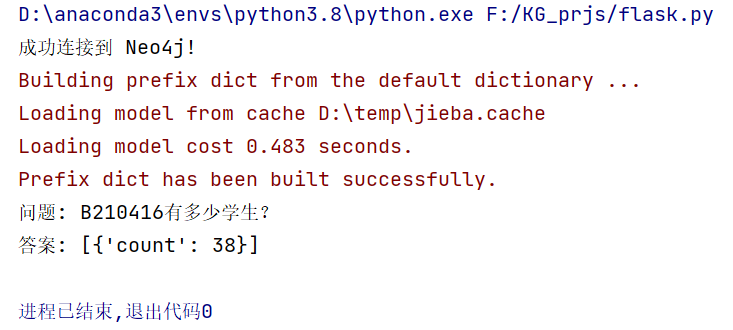 D:\anaconda3\envs\python3.8\python.exe F:/KG_prjs/flask.py
成功连接到 Neo4j!
Building prefix dict from the default dictionary ...
Loading model from cache D:\temp\jieba.cache
Loading model cost 0.483 seconds.
Prefix dict has been built successfully.
问题: B210416有多少学生?
答案: [{'count': 38}]
进程已结束,退出代码0